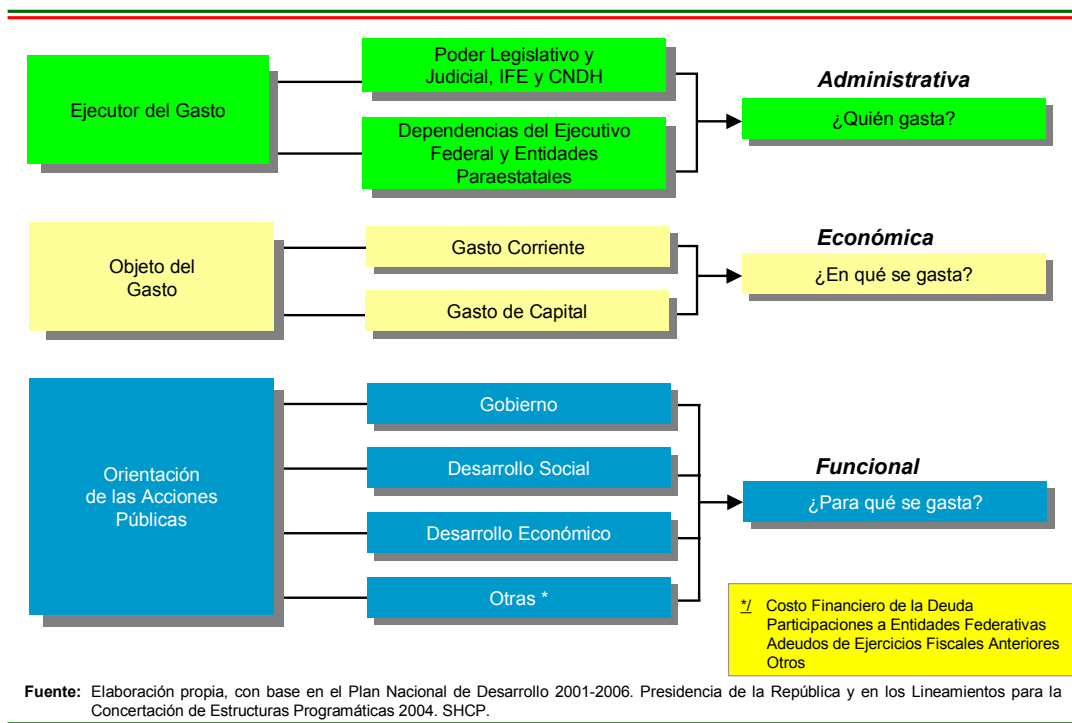 Ejecutor del Gasto
Poder Legislativo y
Judicial, IFE y CNDH
Dependencias del Ejecutivo
Federal y Entidades
Paraestatales
Administrativa
¿Quién gasta?
Objeto del
Gasto
Gasto Corriente
Gasto de Capital
Económica
¿En qué se gasta?
Orientación
de las Acciones
Públicas
Gobierno
Desarrollo Social
Desarrollo Económico
Otras *
Funcional
¿Para qué se gasta?
*/ Costo Financiero de la Deuda
Participaciones a Entidades Federativas
Adeudos de Ejercicios Fiscales Anteriores
Otros
Fuente: Elaboración propia, con base en el Plan Nacional de Desarrollo 2001-2006. Presidencia de la República y en los Lineamientos para la
Concertación de Estructuras Programáticas 2004. SHCP.